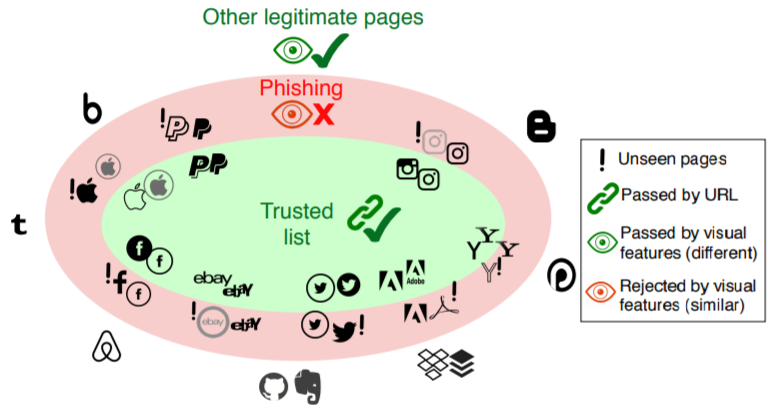 Other legitimate pages
Phishing
X
!
!
!
Trusted
list
ebay
ebay
Adobe
Y
Y
Y
Y!
!
!
ebay
ebay
!
!
t
! Unseen pages
Passed by URL
Passed by visual
features (different)
Rejected by visual
features (similar)